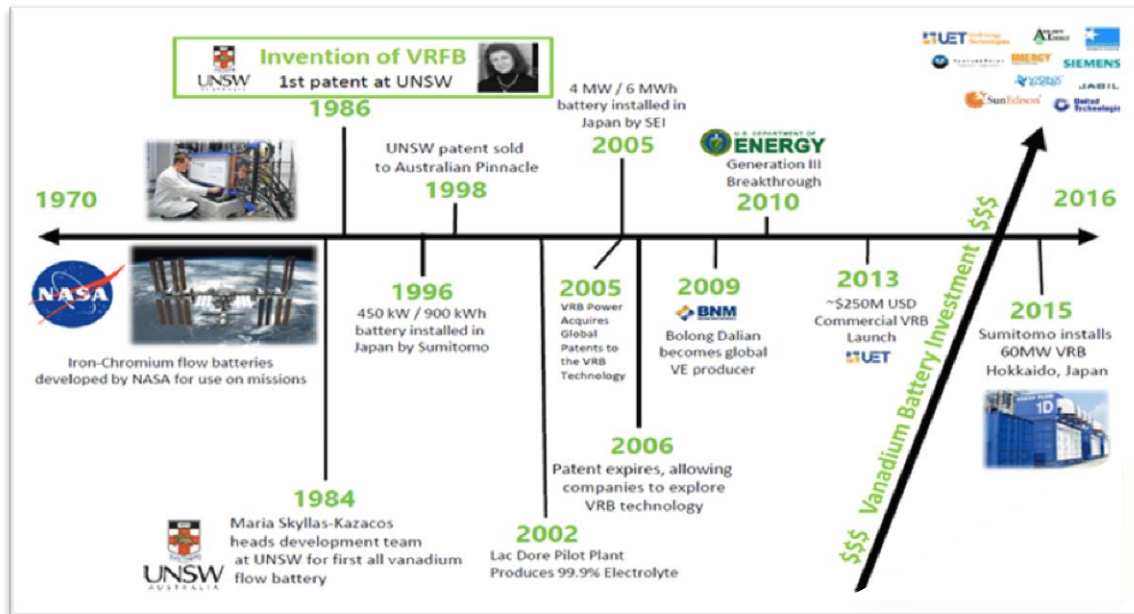 UNSW
Invention of VRFB
1st patent at UNSW
1986
4 MW / 6 MWh
battery installed in
Japan by SEI
2005
UNSW patent sold
to Australian Pinnacle
1998
U.S. DEPARTMENT OF
ENERGY
Generation III
Breakthrough
2010
UET
IMERGY
SIEMENS
JABIL
SunEdison
United
Technologies
1970
2016
NASA
Iron-Chromium flow batteries
developed by NASA for use on missions
1996
450 kW / 900 kWh
battery installed in
Japan by Sumitomo
2005
VRB Power
Acquires
Global
Patents to
the VRB
Technology
2009
BNM
Bolong Dalian
becomes global
VE producer
2013
~$250M USD
Commercial VRB
Launch
UET
$$$ Vanadium Battery Investment $$$
2015
Sumitomo installs
60MW VRB
Hokkaido, Japan
1D
2006
Patent expires, allowing
companies to explore
VRB technology
1984
Maria Skyllas-Kazacos
heads development team
at UNSW for first all vanadium
flow battery
UNSW
AUSTRALIA
2002
Lac Dore Pilot Plant
Produces 99.9% Electrolyte